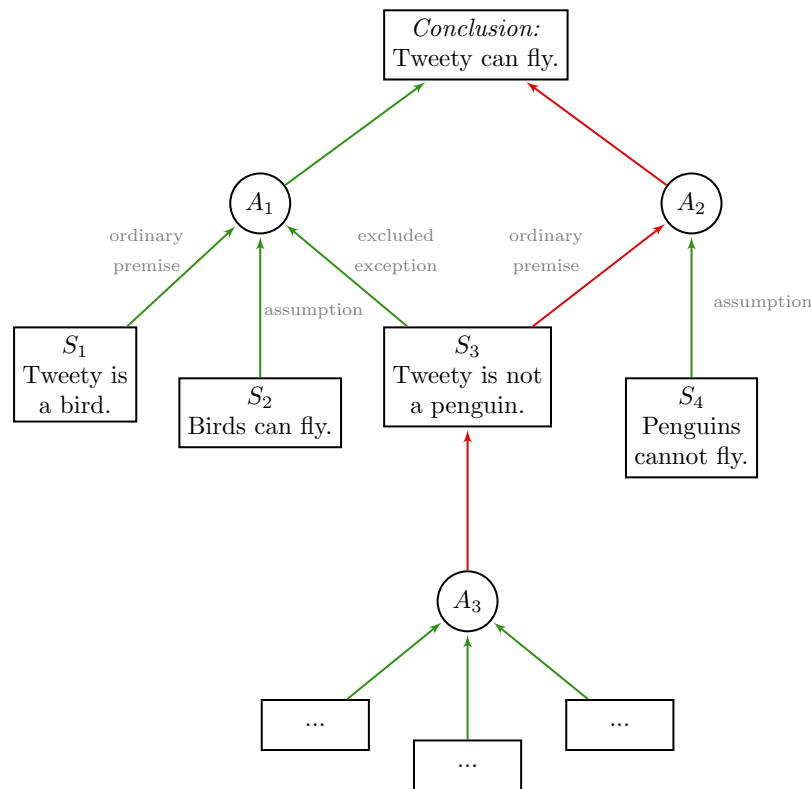 Conclusion:
Tweety can fly.
A1
A2
ordinary
premise
excluded
exception
ordinary
premise
assumption
assumption
S1
Tweety is
a bird.
S2
Birds can fly.
S3
Tweety is not
a penguin.
S4
Penguins
cannot fly.
A3
...
...
...